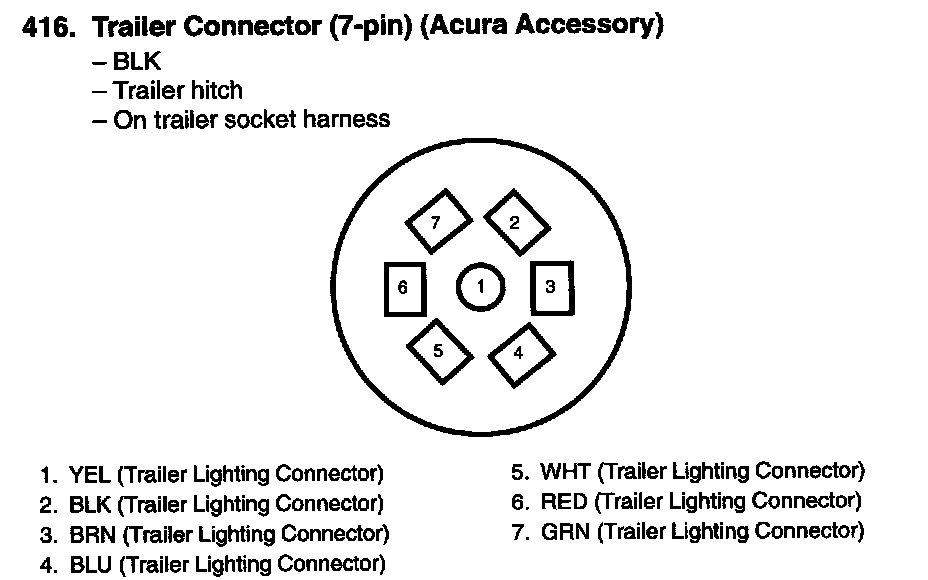 416. Trailer Connector (7-pin) (Acura Accessory)
– BLK
– Trailer hitch
– On trailer socket harness
7 2
6 1 3
5 4
1. YEL (Trailer Lighting Connector)
2. BLK (Trailer Lighting Connector)
3. BRN (Trailer Lighting Connector)
4. BLU (Trailer Lighting Connector)
5. WHT (Trailer Lighting Connector)
6. RED (Trailer Lighting Connector)
7. GRN (Trailer Lighting Connector)